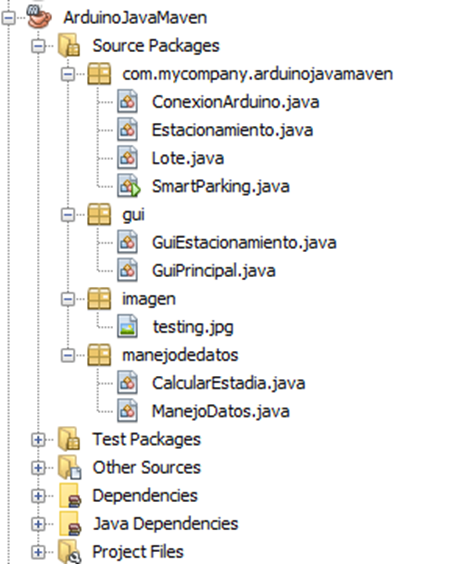 ArduinoJavaMaven
Source Packages
com.mycompany.arduinojavamaven
ConexionArduino.java
Estacionamiento.java
Lote.java
SmartParking.java
gui
GuiEstacionamiento.java
GuiPrincipal.java
imagen
testing.jpg
manejodedatos
CalcularEstadia.java
ManejoDatos.java
Test Packages
Other Sources
Dependencies
Java Dependencies
Project Files